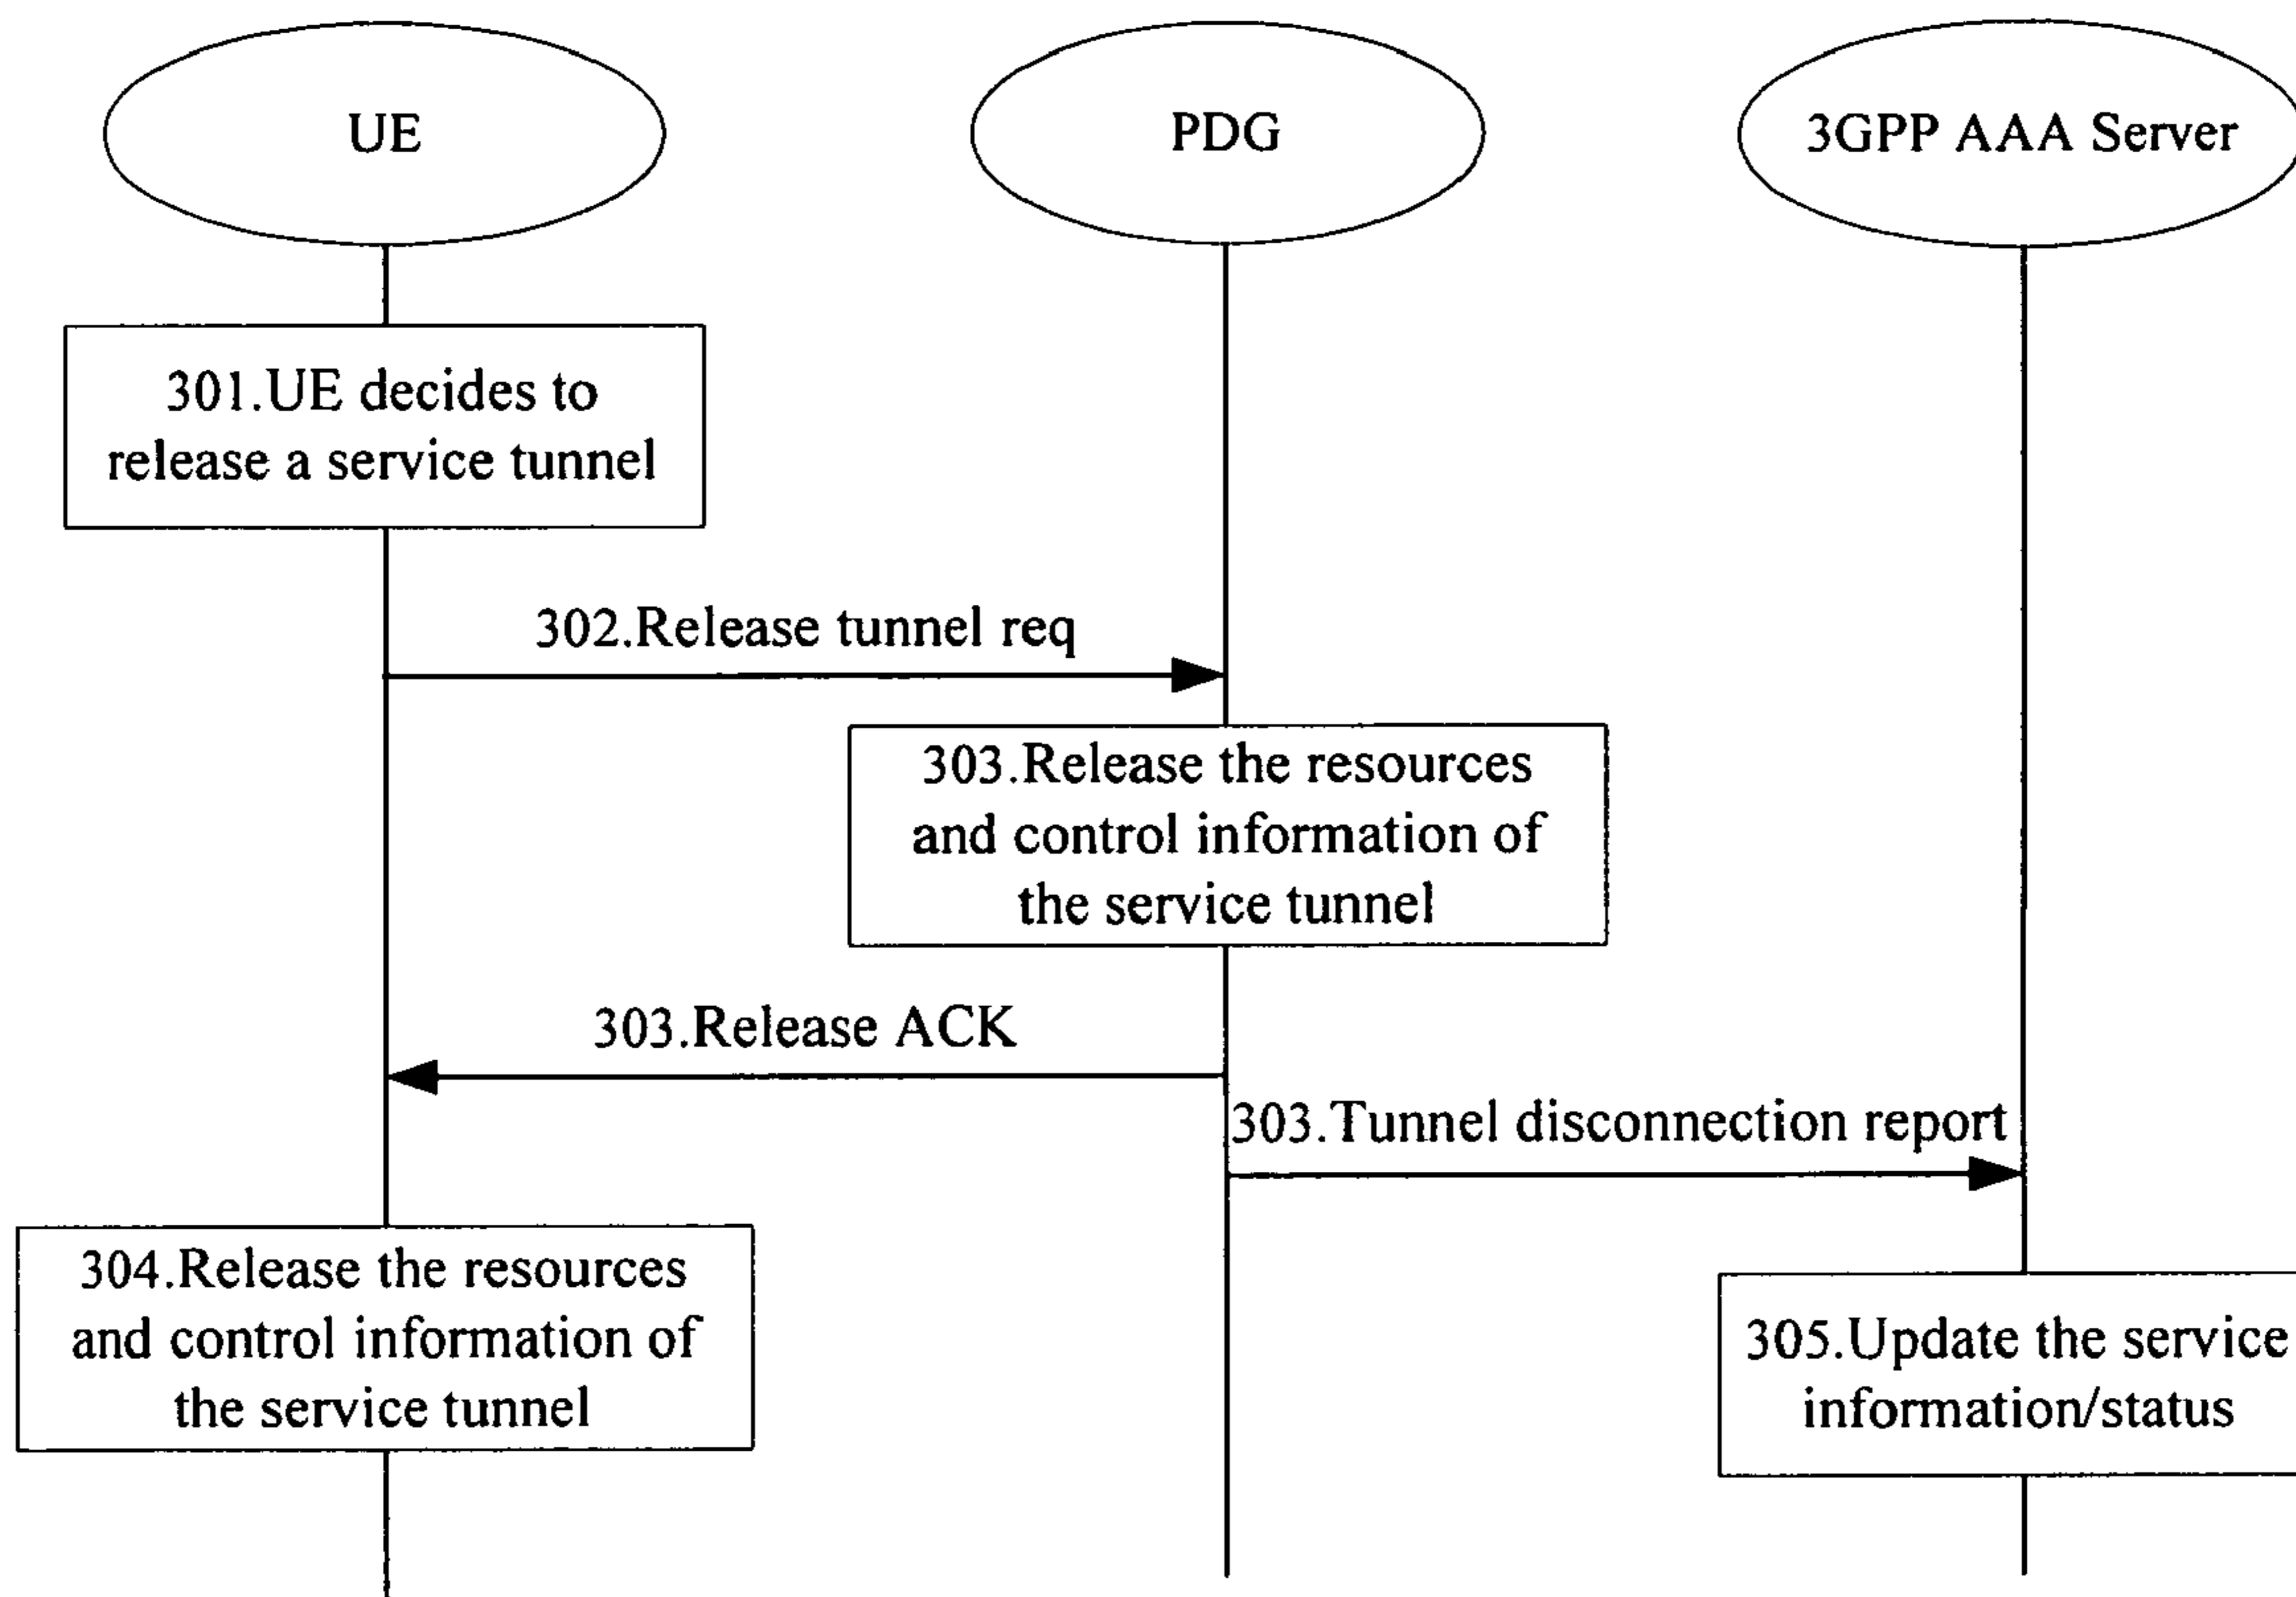 UE
PDG
3GPP AAA Server
301.UE decides to
release a service tunnel
302.Release tunnel req
303.Release the resources
and control information of
the service tunnel
303.Release ACK
303.Tunnel disconnection report
304.Release the resources
and control information of
the service tunnel
305.Update the service
information/status